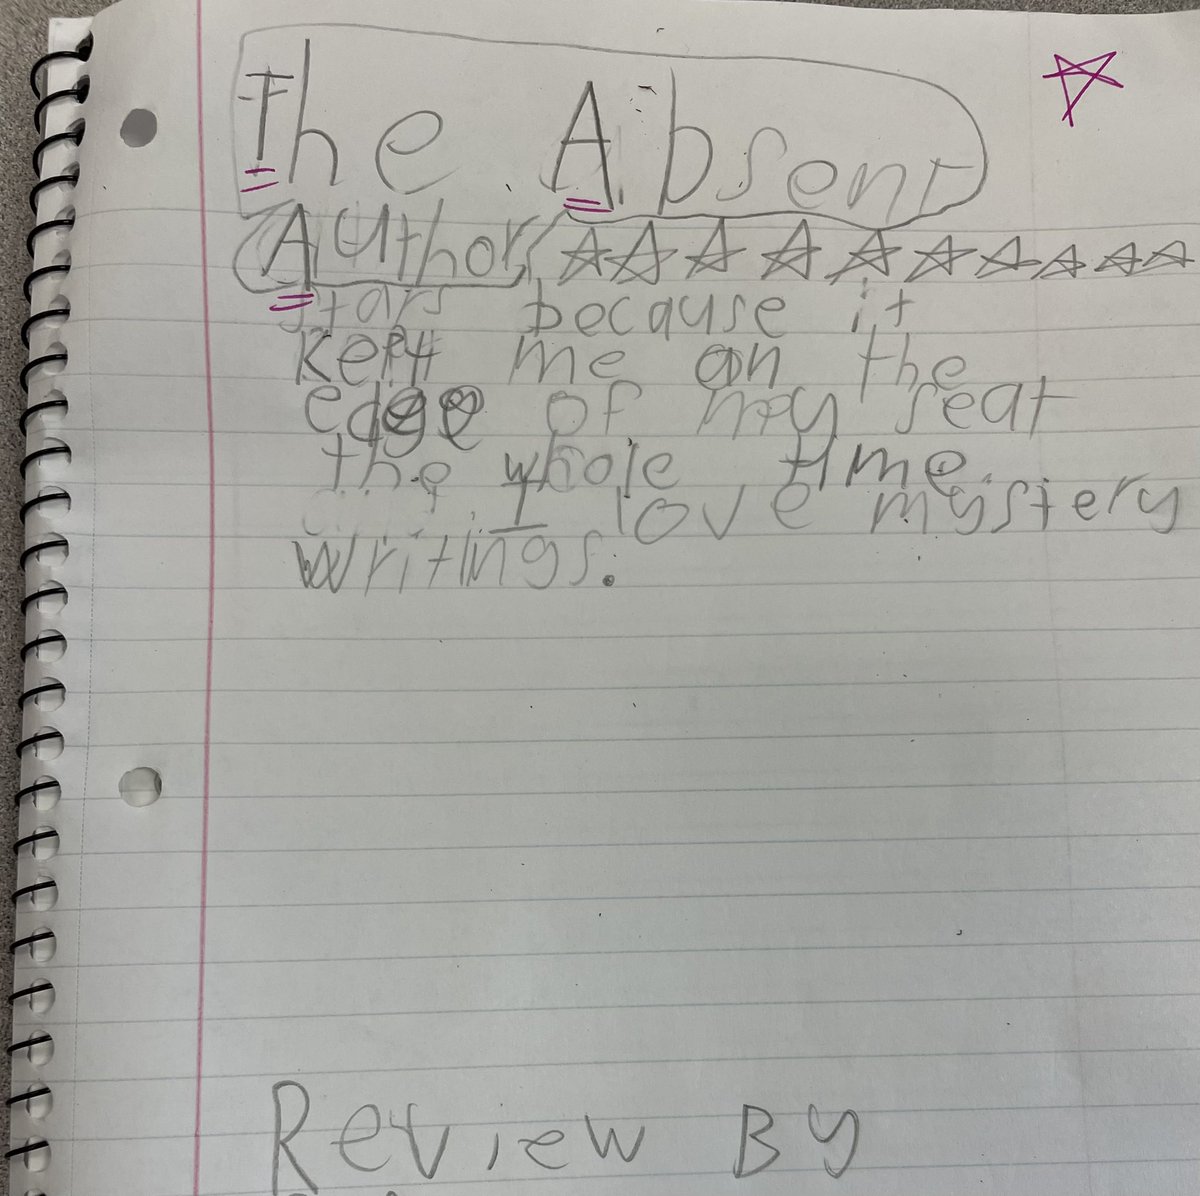 The Absent
Author ☆☆☆☆☆☆☆☆☆☆
stars because it
kept me on the
edge of my seat
the whole time.
I love mystery
writings.
Review By